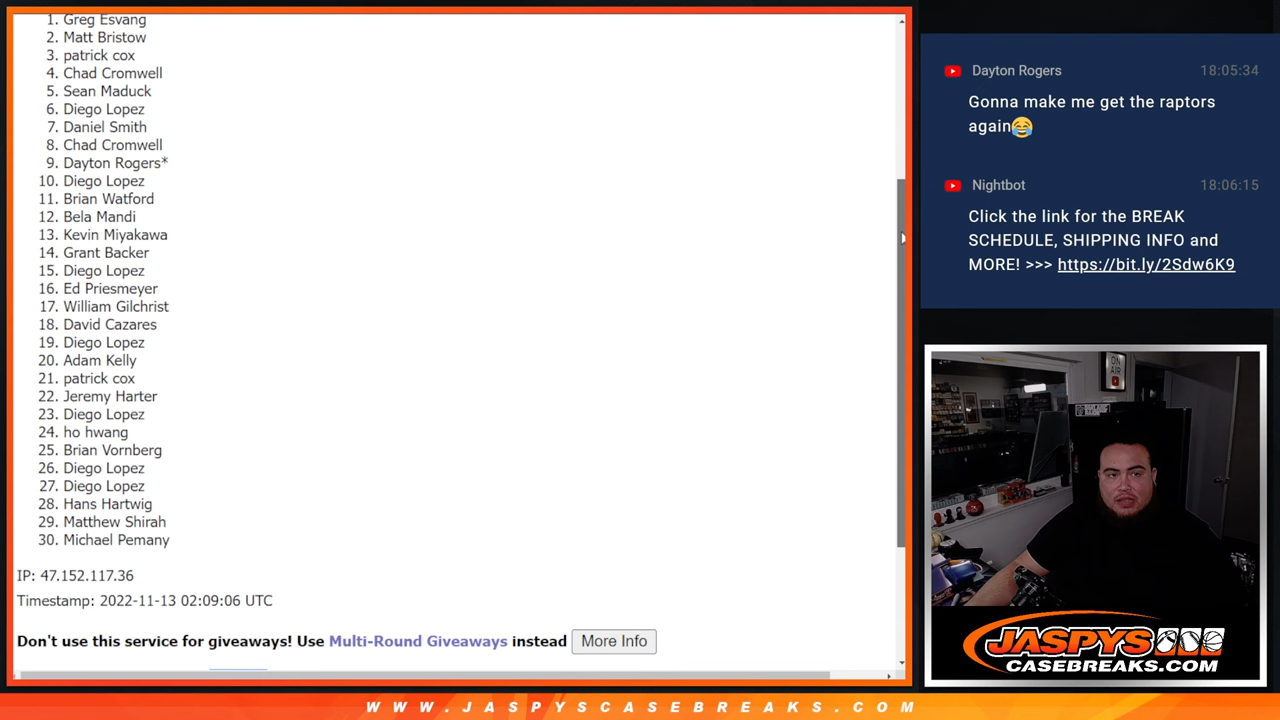 1. Greg Esvang
2. Matt Bristow
3. patrick cox
4. Chad Cromwell
5. Sean Maduck
6. Diego Lopez
7. Daniel Smith
8. Chad Cromwell
9. Dayton Rogers*
10. Diego Lopez
11. Brian Watford
12. Bela Mandi
13. Kevin Miyakawa
14. Grant Backer
15. Diego Lopez
16. Ed Priesmeyer
17. William Gilchrist
18. David Cazares
19. Diego Lopez
20. Adam Kelly
21. patrick cox
22. Jeremy Harter
23. Diego Lopez
24. ho hwang
25. Brian Vornberg
26. Diego Lopez
27. Diego Lopez
28. Hans Hartwig
29. Matthew Shirah
30. Michael Pemany
IP: 47.152.117.36
Timestamp: 2022-11-13 02:09:06 UTC
Don't use this service for giveaways! Use Multi-Round Giveaways instead More Info
Dayton Rogers 18:05:34
Gonna make me get the raptors
again😂
Nightbot 18:06:15
Click the link for the BREAK
SCHEDULE, SHIPPING INFO and
MORE! >>> https://bit.ly/2Sdw6K9
ON
AIR
JASPYS
CASEBREAKS.COM
WWW.JASPYSCASEBREAKS.COM